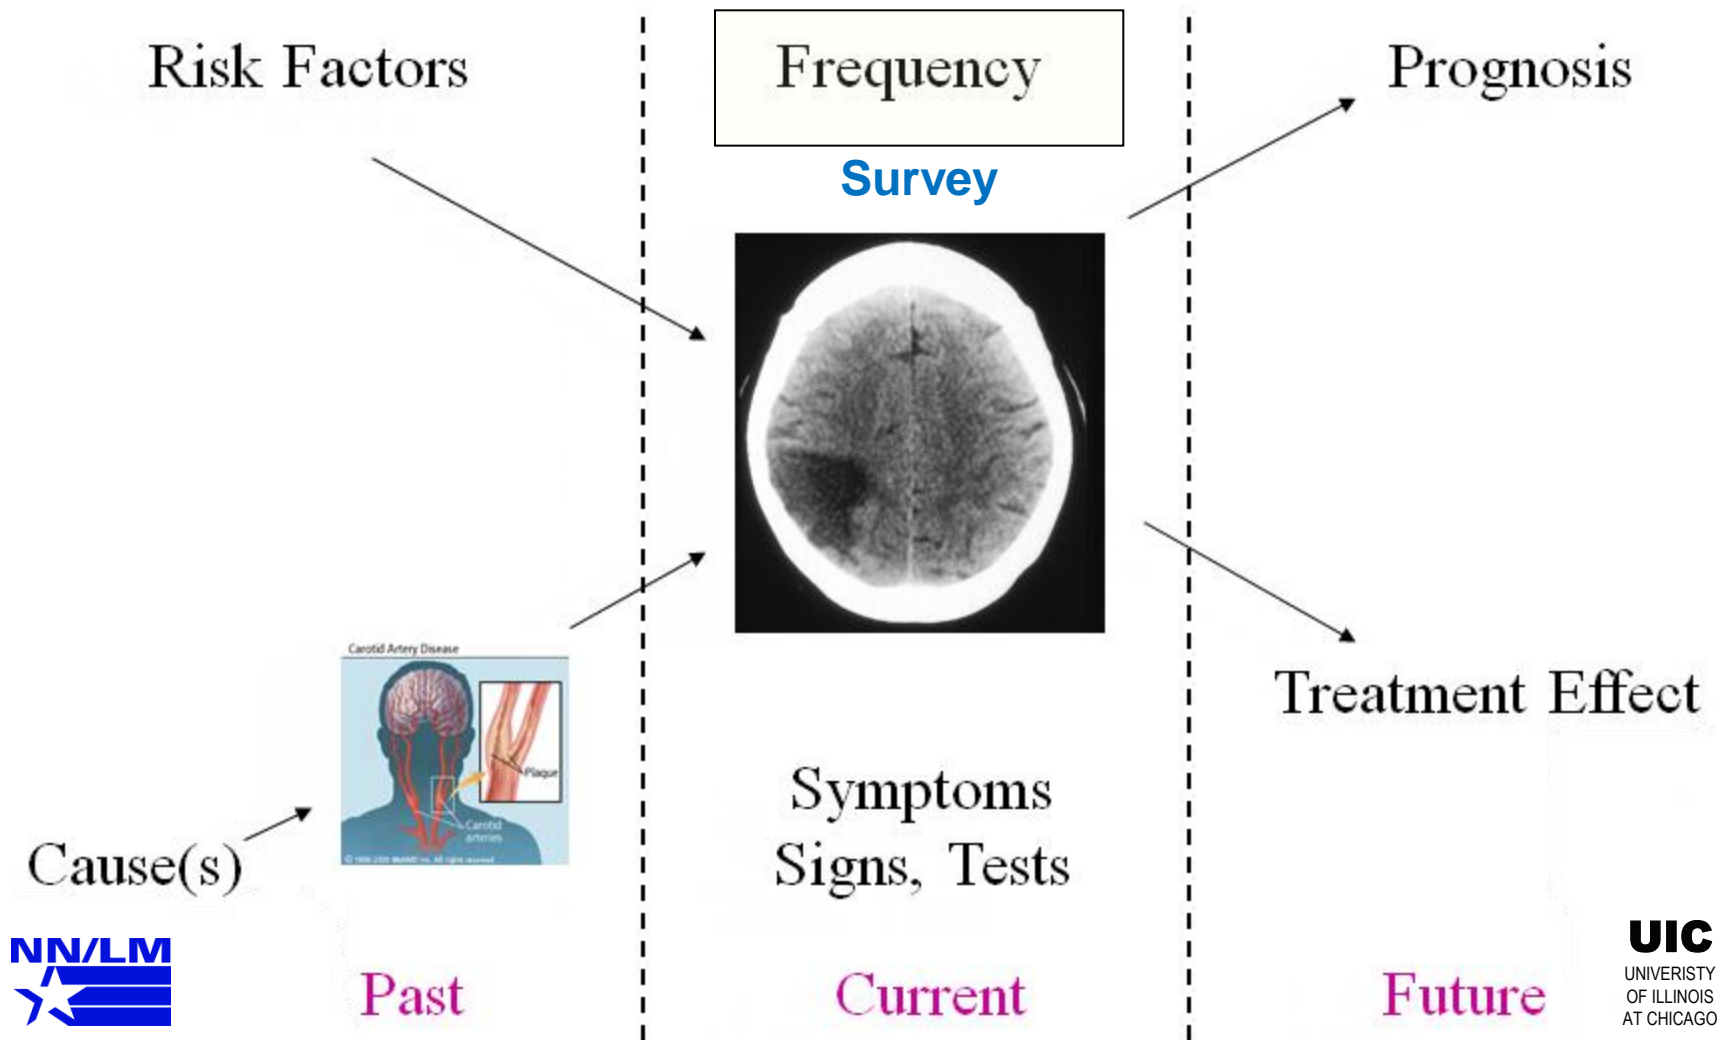 Risk Factors
Frequency
Prognosis
Survey
Carotid Artery Disease
Plaque
Carotid
arteries
Cause(s)
Symptoms
Signs, Tests
Treatment Effect
NN/LM
Past
Current
Future
UIC
UNIVERISTY
OF ILLINOIS
AT CHICAGO